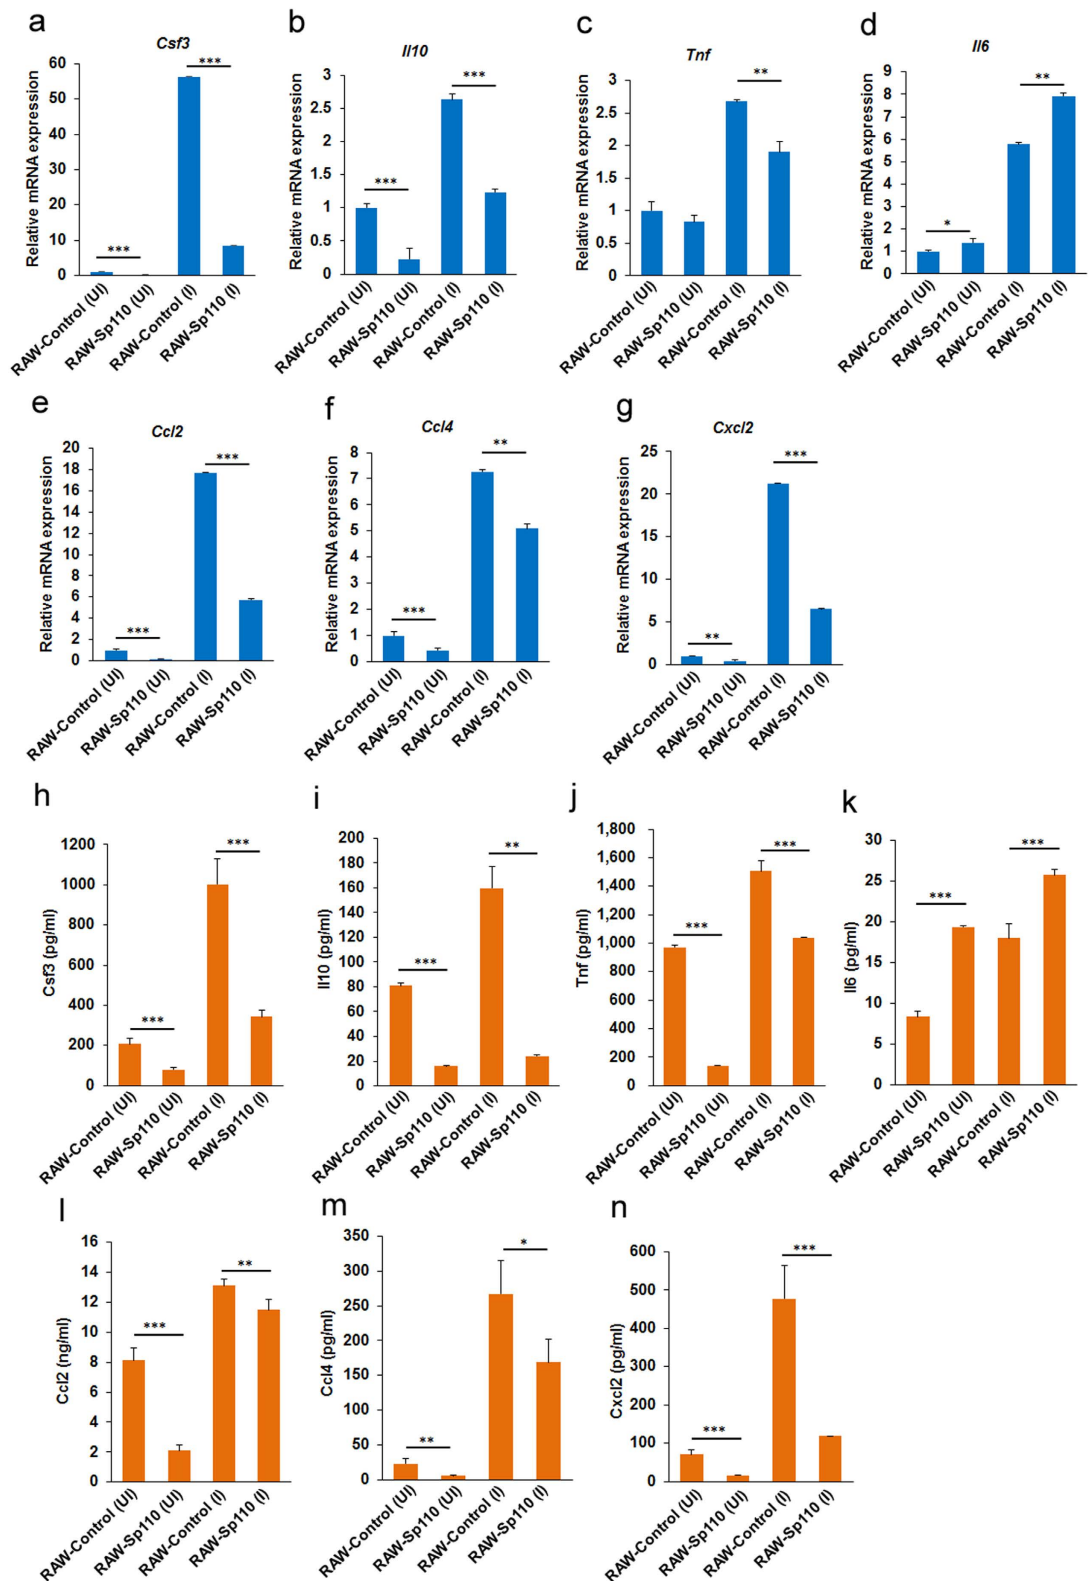 a
Csf3
Relative mRNA expression
60
50
40
30
20
10
0
***
***
RAW-Control (UI)
RAW-Sp110 (UI)
RAW-Control (I)
RAW-Sp110 (I)
b
Il10
Relative mRNA expression
3
2.5
2
1.5
1
0.5
0
***
***
RAW-Control (UI)
RAW-Sp110 (UI)
RAW-Control (I)
RAW-Sp110 (I)
c
Tnf
Relative mRNA expression
3
2.5
2
1.5
1
0.5
0
**
RAW-Control (UI)
RAW-Sp110 (UI)
RAW-Control (I)
RAW-Sp110 (I)
d
Il6
Relative mRNA expression
9
8
7
6
5
4
3
2
1
0
*
**
RAW-Control (UI)
RAW-Sp110 (UI)
RAW-Control (I)
RAW-Sp110 (I)
e
Ccl2
Relative mRNA expression
20
18
16
14
12
10
8
6
4
2
0
***
***
RAW-Control (UI)
RAW-Sp110 (UI)
RAW-Control (I)
RAW-Sp110 (I)
f
Ccl4
Relative mRNA expression
8
7
6
5
4
3
2
1
0
***
**
RAW-Control (UI)
RAW-Sp110 (UI)
RAW-Control (I)
RAW-Sp110 (I)
g
Cxcl2
Relative mRNA expression
25
20
15
10
5
0
**
***
RAW-Control (UI)
RAW-Sp110 (UI)
RAW-Control (I)
RAW-Sp110 (I)
h
Csf3 (pg/ml)
1200
1000
800
600
400
200
0
***
***
RAW-Control (UI)
RAW-Sp110 (UI)
RAW-Control (I)
RAW-Sp110 (I)
i
Il10 (pg/ml)
200
180
160
140
120
100
80
60
40
20
0
***
**
RAW-Control (UI)
RAW-Sp110 (UI)
RAW-Control (I)
RAW-Sp110 (I)
j
Tnf (pg/ml)
1,800
1,600
1,400
1,200
1,000
800
600
400
200
0
***
***
RAW-Control (UI)
RAW-Sp110 (UI)
RAW-Control (I)
RAW-Sp110 (I)
k
Il6 (pg/ml)
30
25
20
15
10
5
0
***
***
RAW-Control (UI)
RAW-Sp110 (UI)
RAW-Control (I)
RAW-Sp110 (I)
l
Ccl2 (ng/ml)
16
14
12
10
8
6
4
2
0
***
**
RAW-Control (UI)
RAW-Sp110 (UI)
RAW-Control (I)
RAW-Sp110 (I)
m
Ccl4 (pg/ml)
350
300
250
200
150
100
50
0
**
*
RAW-Control (UI)
RAW-Sp110 (UI)
RAW-Control (I)
RAW-Sp110 (I)
n
Cxcl2 (pg/ml)
600
500
400
300
200
100
0
***
***
RAW-Control (UI)
RAW-Sp110 (UI)
RAW-Control (I)
RAW-Sp110 (I)